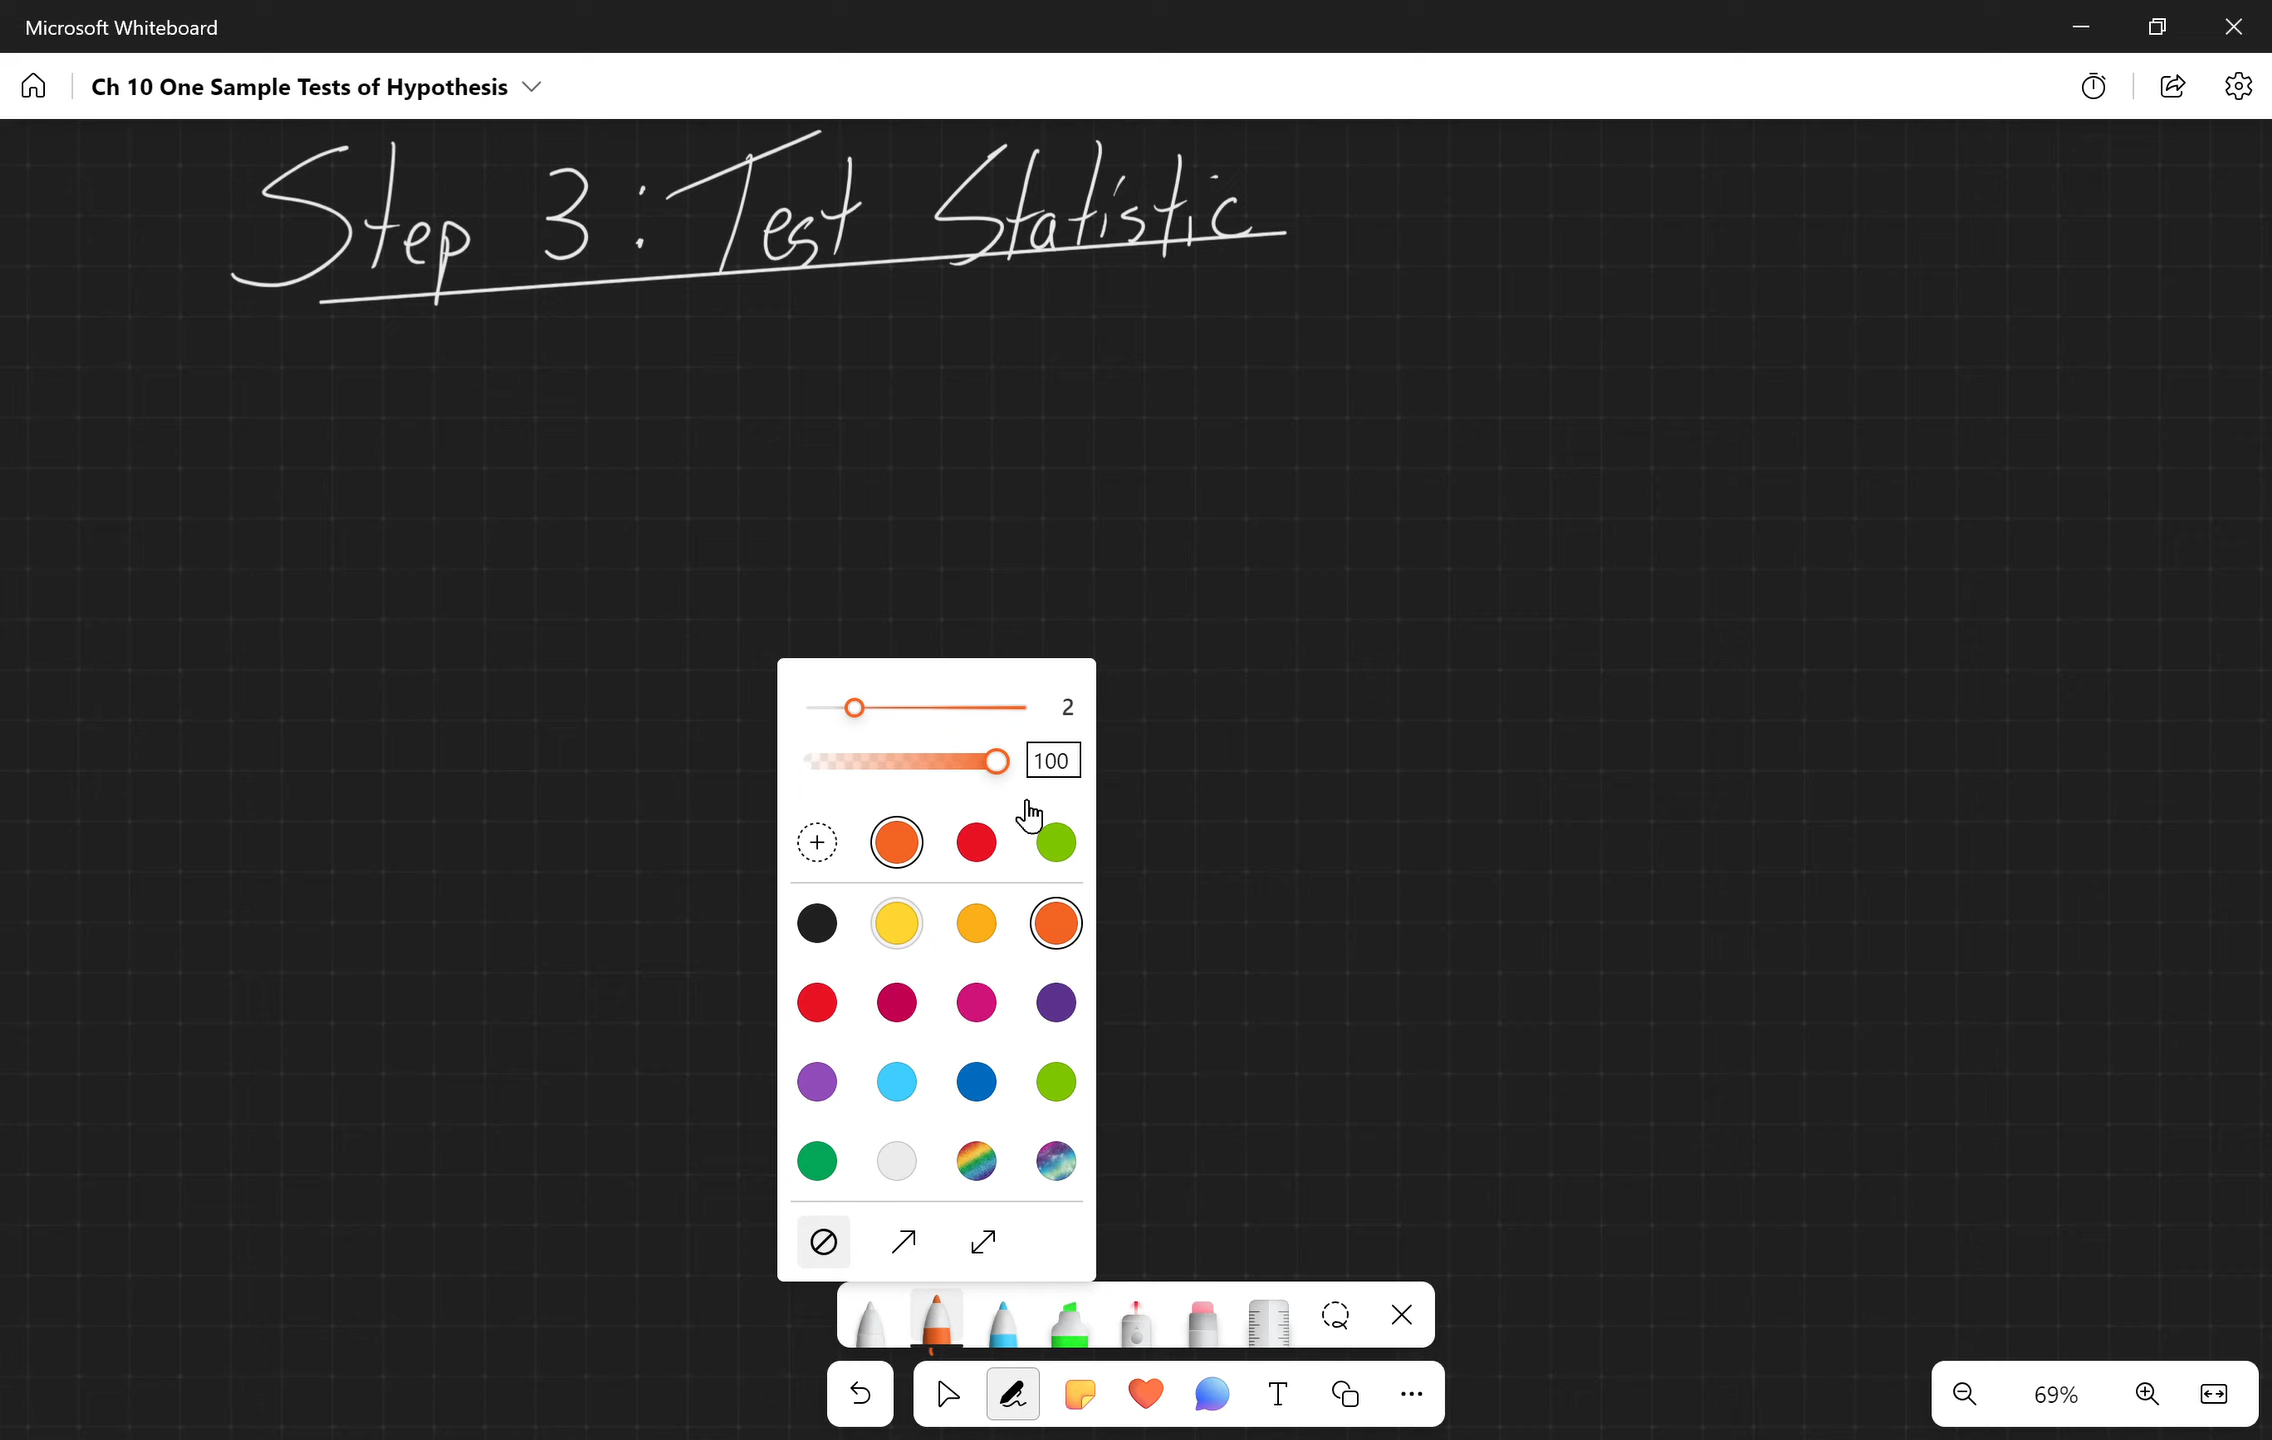 Microsoft Whiteboard
Ch 10 One Sample Tests of Hypothesis
Step 3: Test Statistic
2
100
T
69%